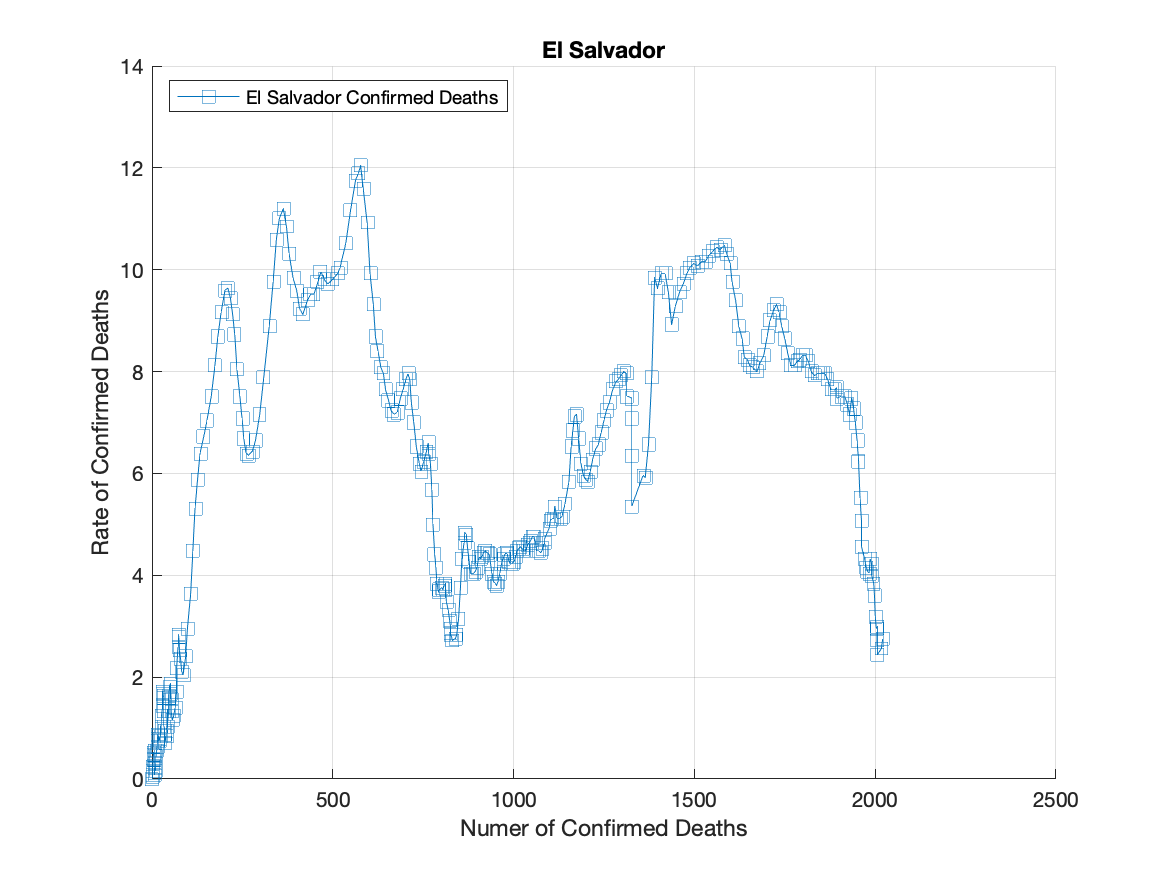 El Salvador
El Salvador Confirmed Deaths
14
12
10
8
6
4
2
0
Rate of Confirmed Deaths
0 500 1000 1500 2000 2500
Numer of Confirmed Deaths